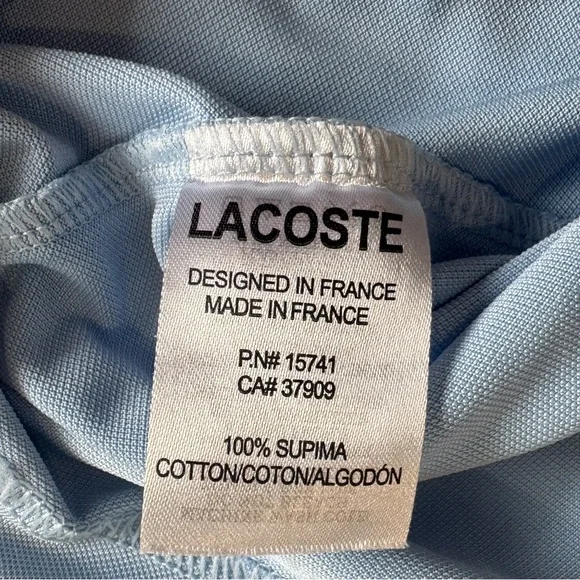 LACOSTE
DESIGNED IN FRANCE
MADE IN FRANCE
P.N# 15741
CA# 37909
100% SUPIMA
COTTON/COTON/ALGODÓN